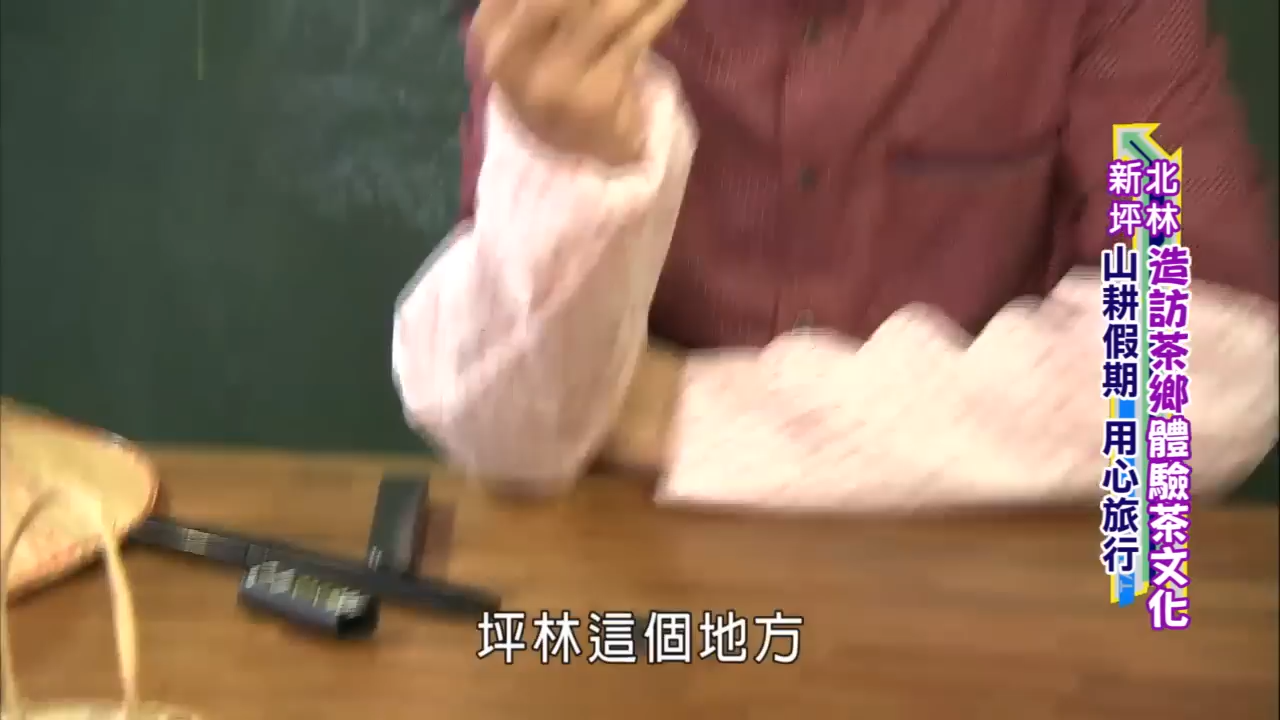 新北
坪林
造訪茶鄉體驗茶文化
山耕假期 用心旅行
坪林這個地方